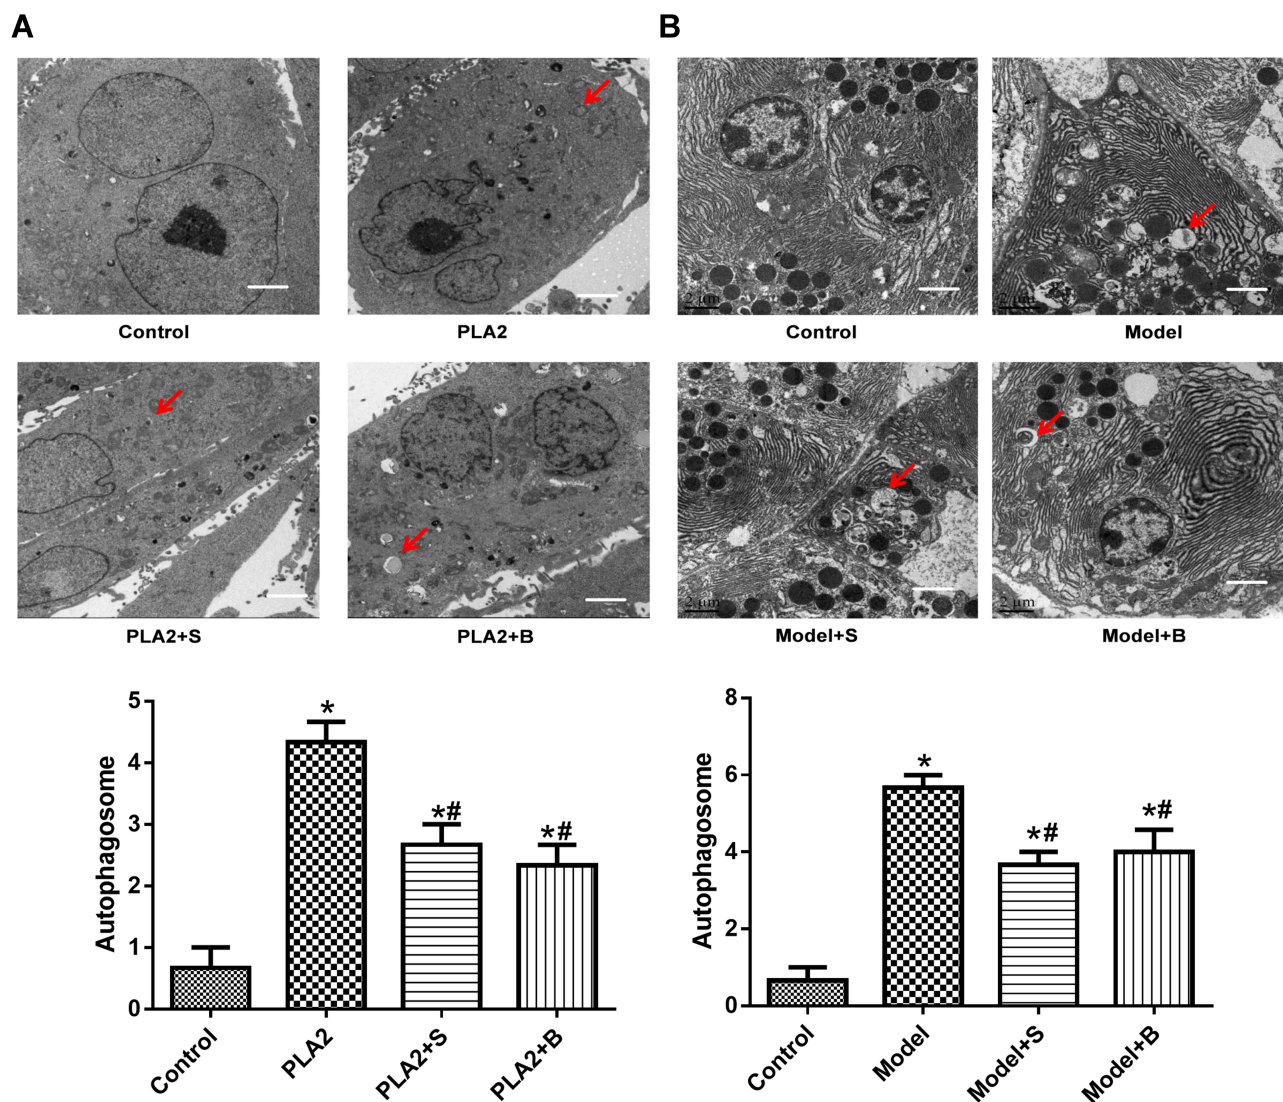 A
B
Control
PLA2
Control
Model
2 μm
2 μm
PLA2+S
PLA2+B
Model+S
Model+B
2 μm
2 μm
Autophagosome
5
4
3
2
1
0
*
*#
*#
Control
PLA2
PLA2+S
PLA2+B
Autophagosome
8
6
4
2
0
*
*#
*#
Control
Model
Model+S
Model+B